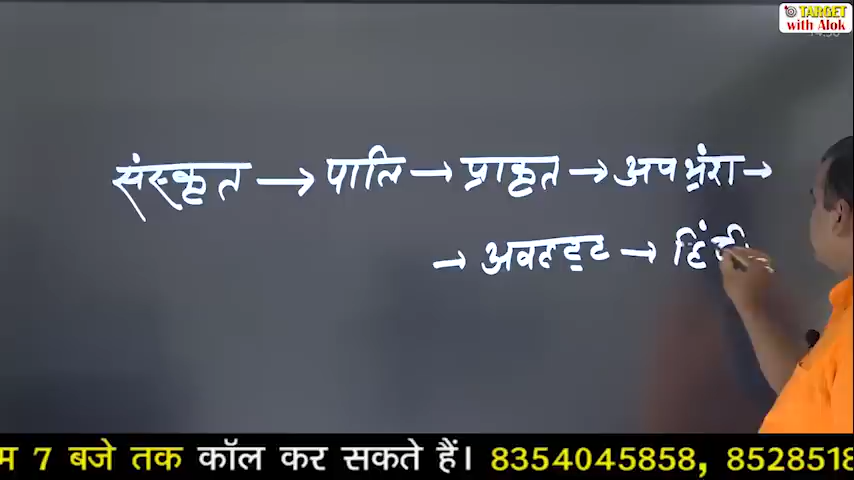 TARGET
with Alok
संस्कृत → पालि → प्राकृत → अपभ्रंश →
→ अवहट्ट → हिंदी
म 7 बजे तक कॉल कर सकते हैं। 8354045858, 8528518